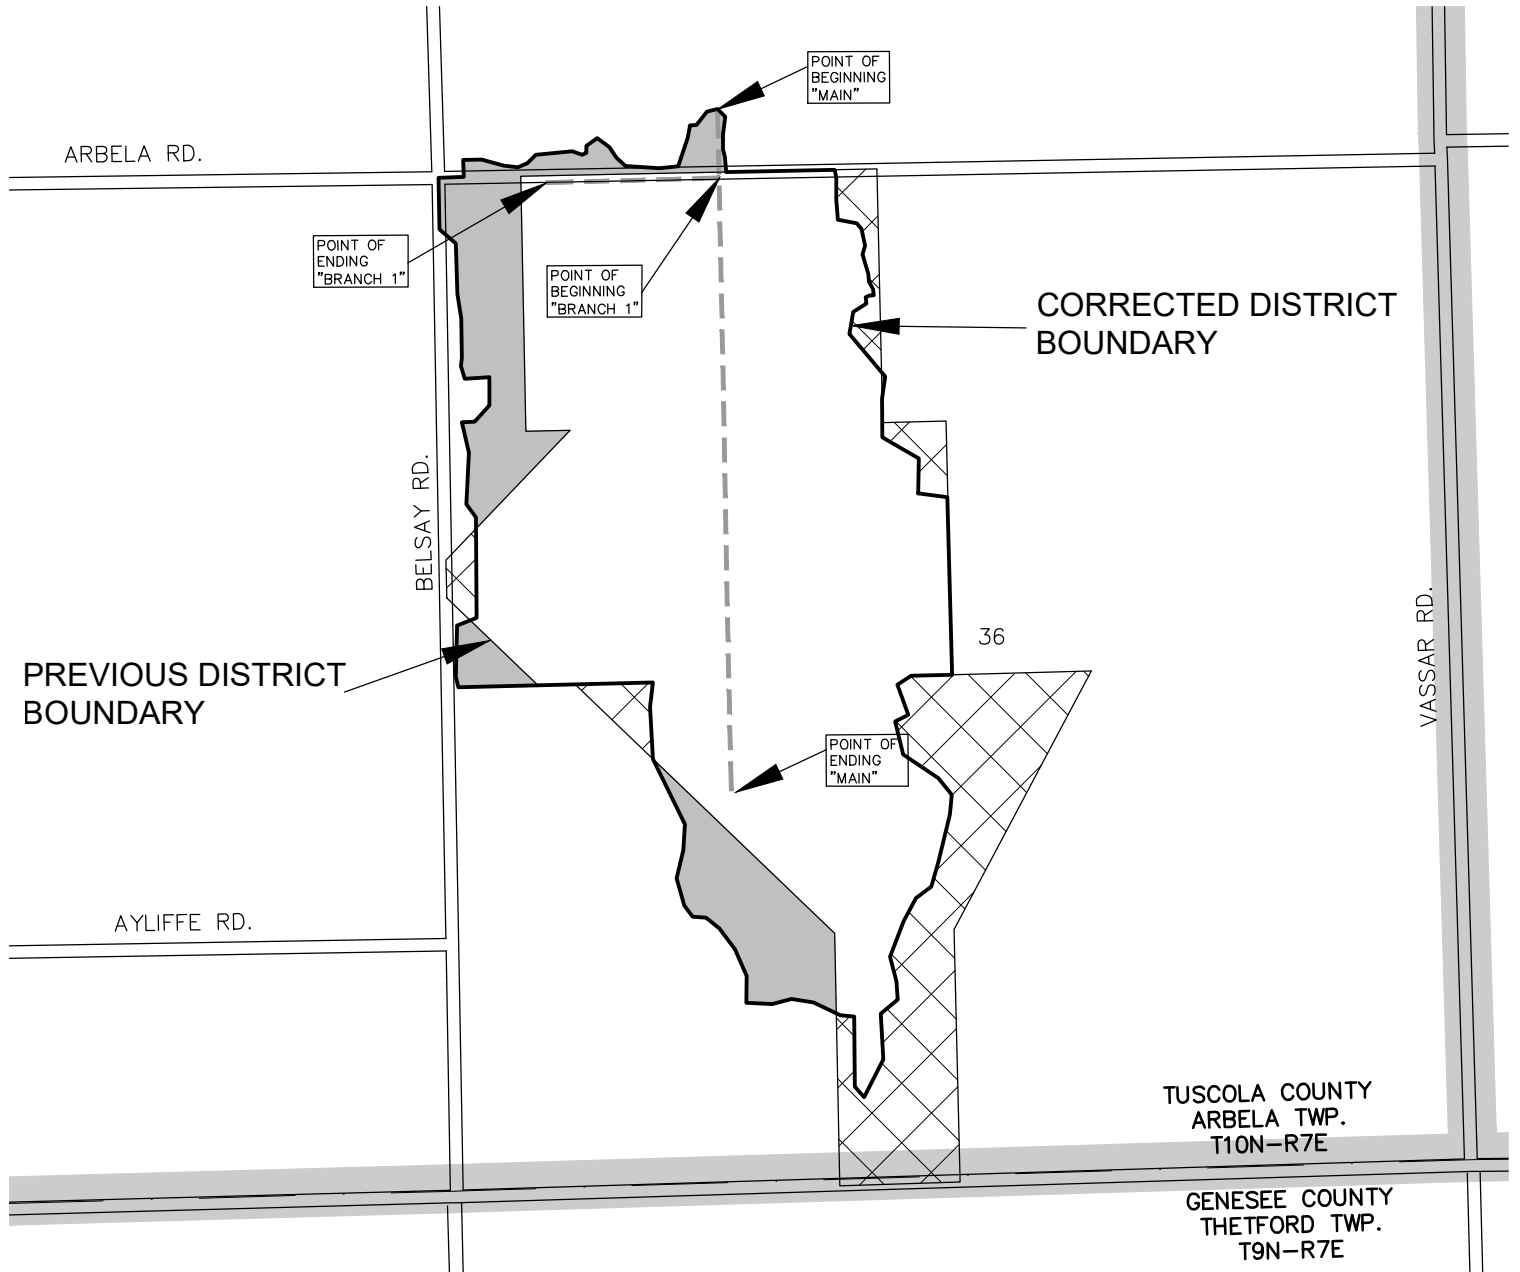 POINT OF
BEGINNING
"MAIN"
ARBELA RD.
POINT OF
ENDING
"BRANCH 1"
POINT OF
BEGINNING
"BRANCH 1"
CORRECTED DISTRICT
BOUNDARY
BELSAY RD.
VASSAR RD.
36
PREVIOUS DISTRICT
BOUNDARY
POINT OF
ENDING
"MAIN"
AYLIFFE RD.
TUSCOLA COUNTY
ARBELA TWP.
T10N-R7E
GENESEE COUNTY
THETFORD TWP.
T9N-R7E